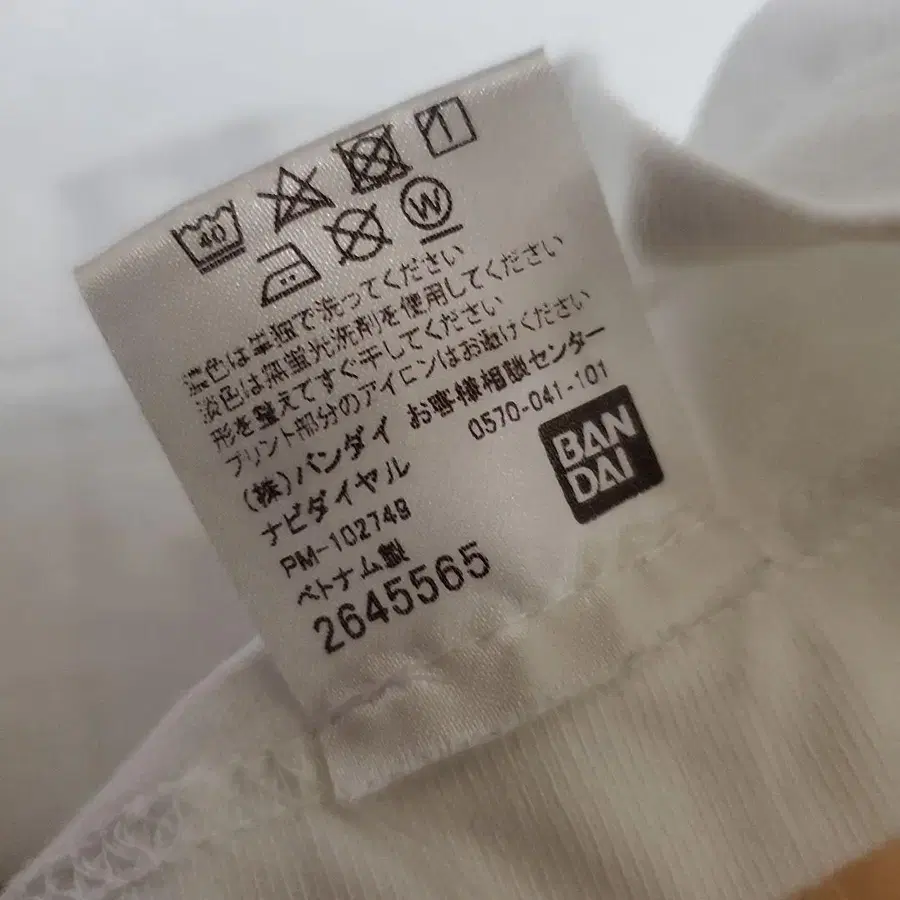 40
1
W
濃色は単独で洗ってください
淡色は無蛍光洗剤を使用してください
形を整えてすぐ干してください
プリント部分のアイロンはお避けください
(株)バンダイ お客様相談センター
ナビダイヤル 0570-041-101
PM-102749
ベトナム製
2645565
BAN
DAI